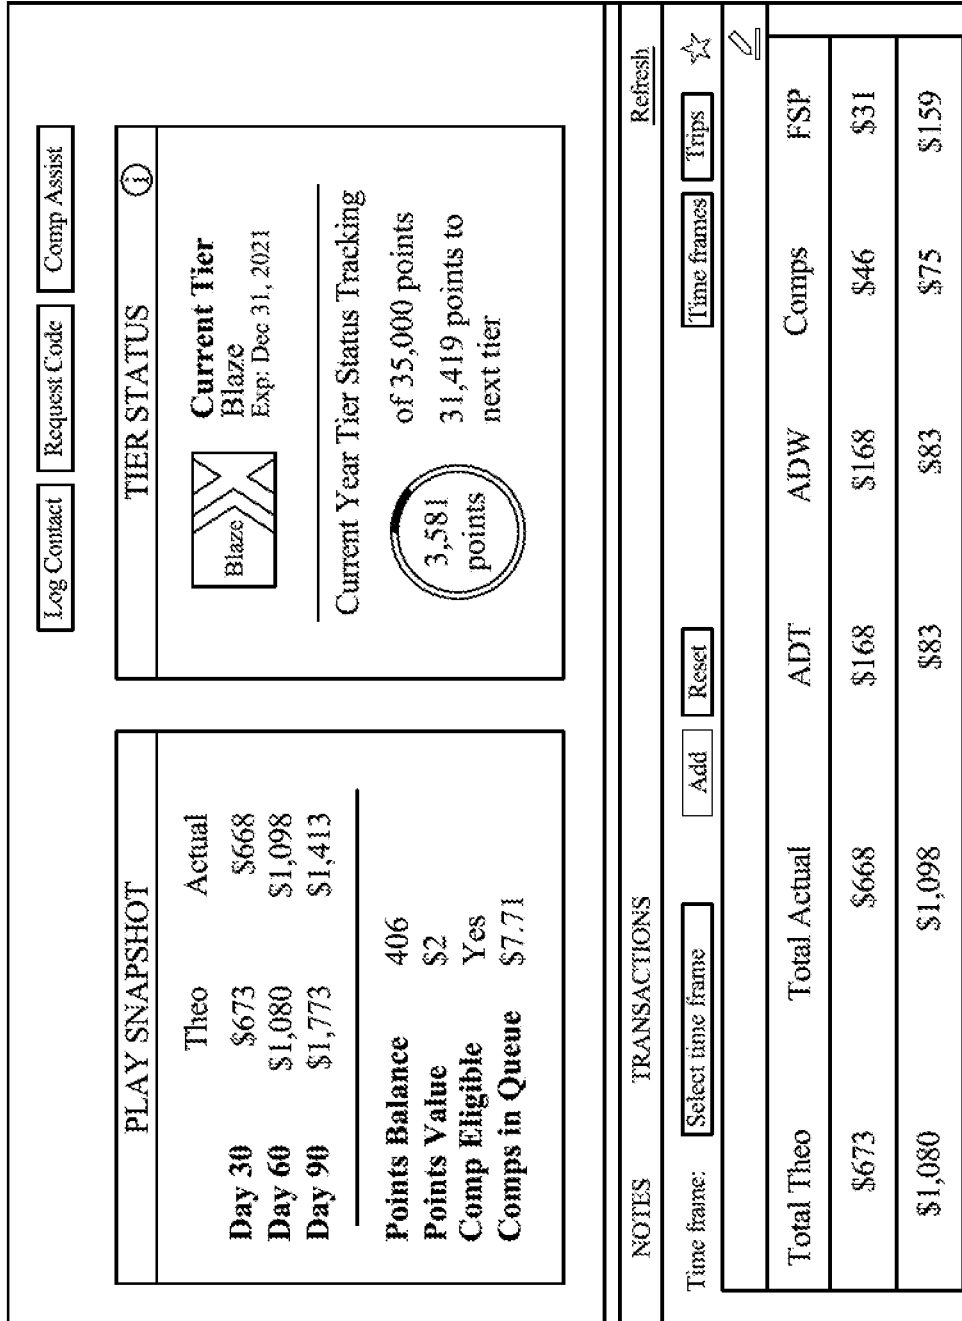 Log Contact Request Code Comp Assist
PLAY SNAPSHOT
Theo Actual
Day 30 $673 $668
Day 60 $1,080 $1,098
Day 90 $1,773 $1,413
Points Balance 406
Points Value $2
Comp Eligible Yes
Comps in Queue $7.71
TIER STATUS i
Blaze
Current Tier
Blaze
Exp: Dec 31, 2021
Current Year Tier Status Tracking
3,581
points
of 35,000 points
31,419 points to
next tier
NOTES TRANSACTIONS Refresh
Time frame: Select time frame Add Reset Time frames Trips
Total Theo Total Actual ADT ADW Comps FSP
$673 $668 $168 $168 $46 $31
$1,080 $1,098 $83 $83 $75 $159